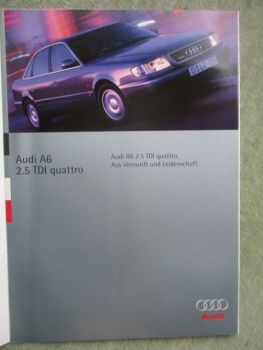 Audi A6
2.5 TDI quattro
Audi A6 2.5 TDI quattro.
Aus Vernunft und Leidenschaft.
Audi